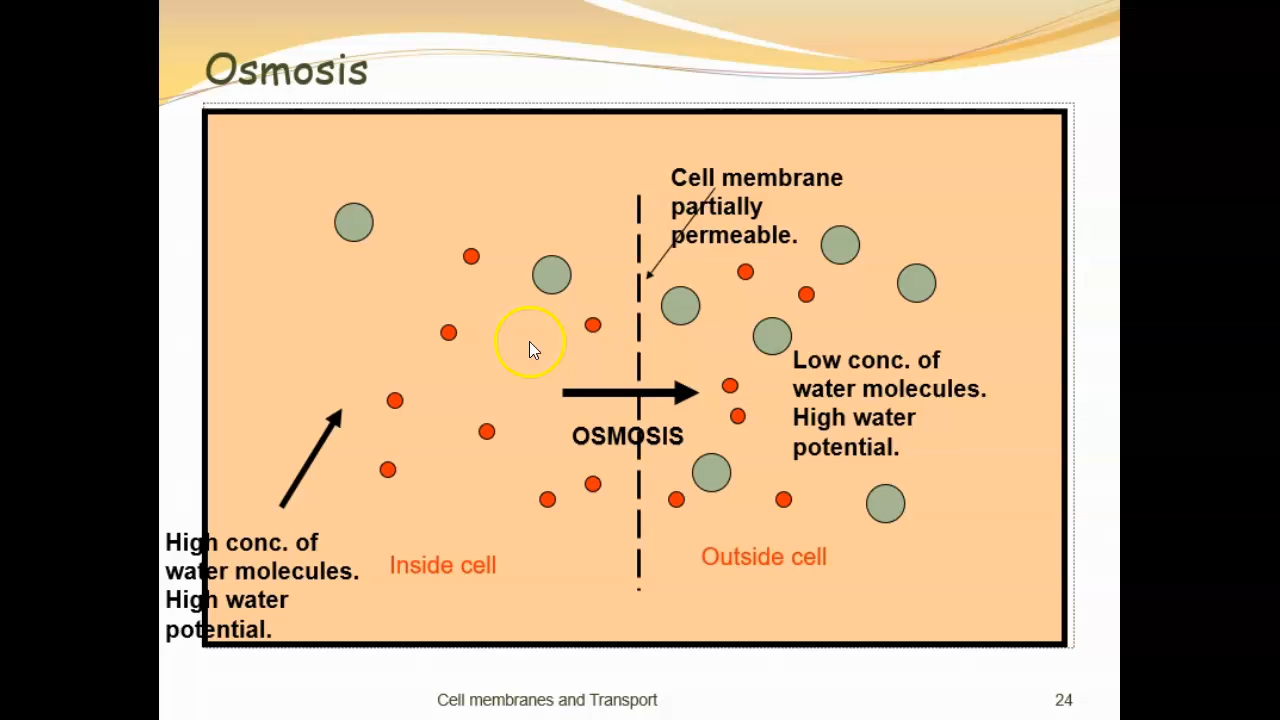 Osmosis
Cell membrane
partially
permeable.
Low conc. of
water molecules.
High water
potential.
OSMOSIS
High conc. of
water molecules.
High water
potential.
Inside cell
Outside cell
Cell membranes and Transport
24